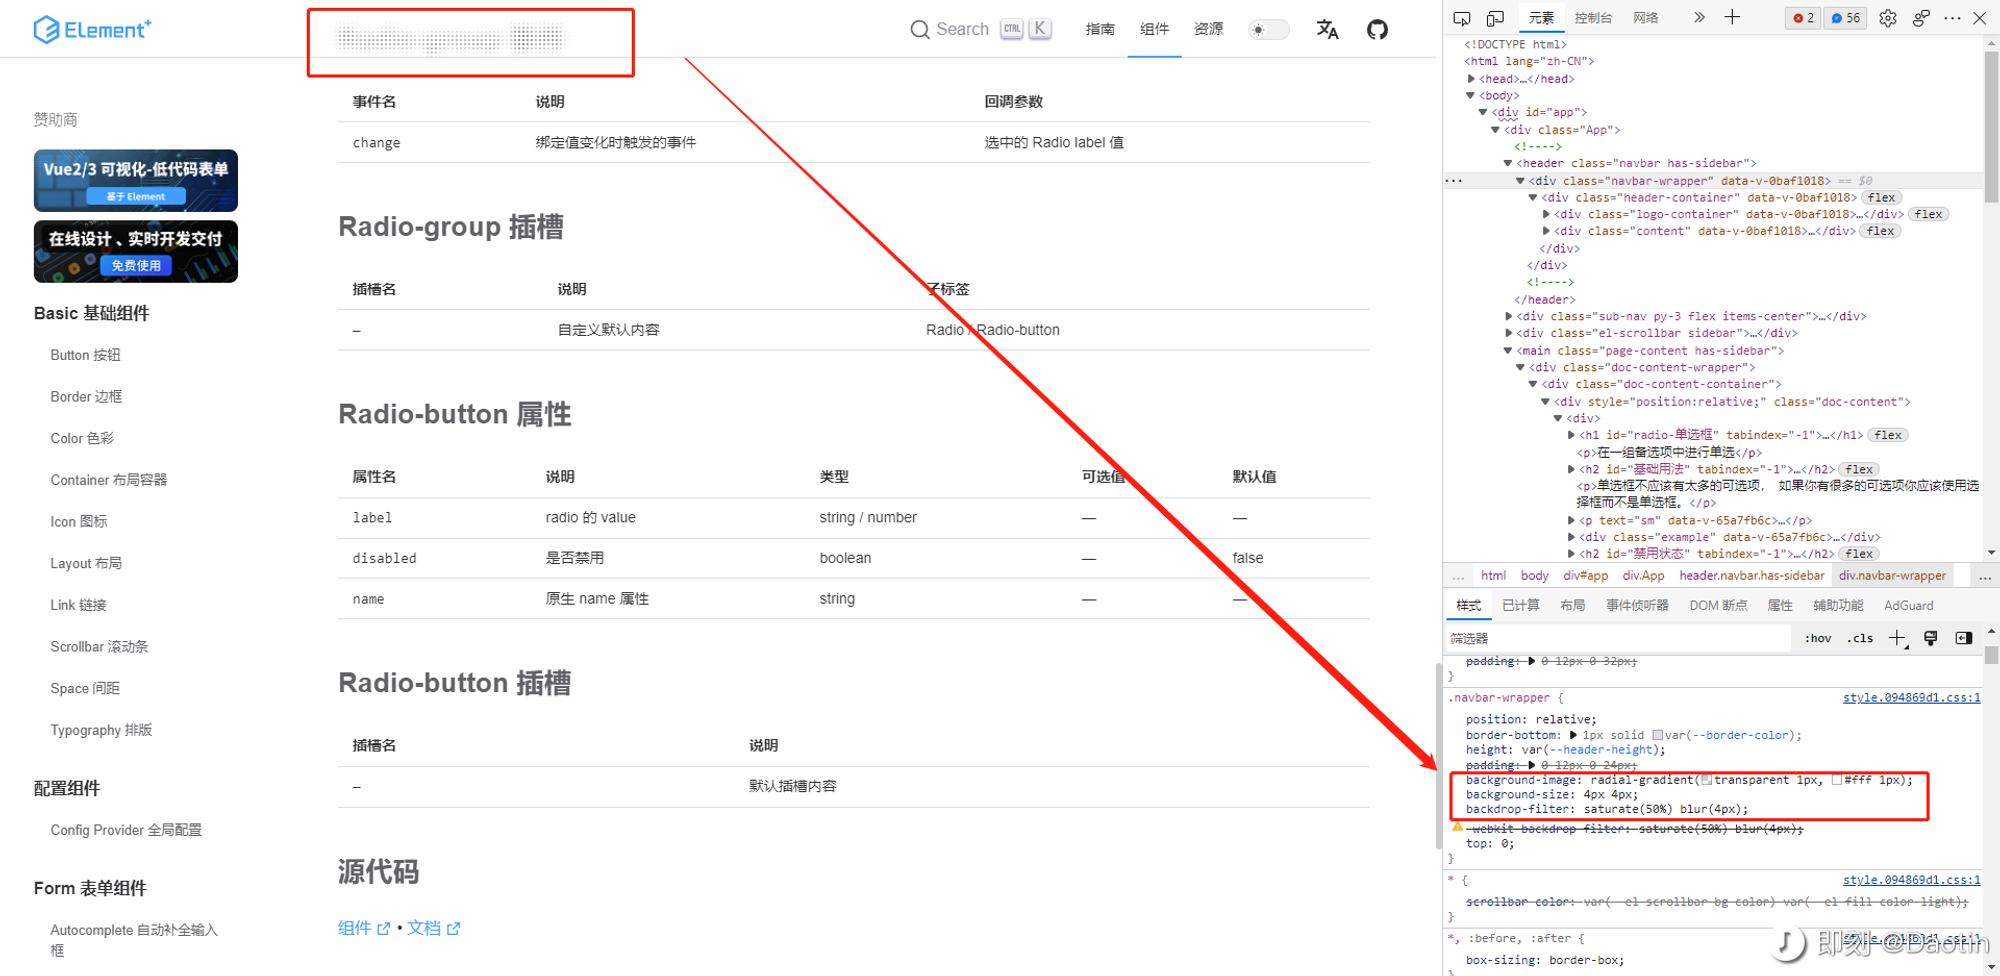 Element+
Search CTRL K 指南 组件 资源
赞助商
Vue2/3 可视化-低代码表单
基于 Element
在线设计、实时开发交付
免费使用
Basic 基础组件
Button 按钮
Border 边框
Color 色彩
Container 布局容器
Icon 图标
Layout 布局
Link 链接
Scrollbar 滚动条
Space 间距
Typography 排版
配置组件
Config Provider 全局配置
Form 表单组件
Autocomplete 自动补全输入
框
事件名 说明 回调参数
change 绑定值变化时触发的事件 选中的 Radio label 值
Radio-group 插槽
插槽名 说明 子标签
– 自定义默认内容 Radio / Radio-button
Radio-button 属性
属性名 说明 类型 可选值 默认值
label radio 的 value string / number — —
disabled 是否禁用 boolean — false
name 原生 name 属性 string — —
Radio-button 插槽
插槽名 说明
– 默认插槽内容
源代码
组件 • 文档
元素 控制台 网络 2 56
<!DOCTYPE html>
<html lang="zh-CN">
<head>…</head>
<body>
<div id="app">
<div class="App">
<!---->
<header class="navbar has-sidebar">
<div class="navbar-wrapper" data-v-0baf1018> == $0
<div class="header-container" data-v-0baf1018> flex
<div class="logo-container" data-v-0baf1018>…</div> flex
<div class="content" data-v-0baf1018>…</div> flex
</div>
</div>
<!---->
</header>
<div class="sub-nav py-3 flex items-center">…</div>
<div class="el-scrollbar sidebar">…</div>
<main class="page-content has-sidebar">
<div class="doc-content-wrapper">
<div class="doc-content-container">
<div style="position:relative;" class="doc-content">
<div>
<h1 id="radio-单选框" tabindex="-1">…</h1> flex
<p>在一组备选项中进行单选</p>
<h2 id="基础用法" tabindex="-1">…</h2> flex
<p>单选框不应该有太多的可选项， 如果你有很多的可选项你应该使用选
择框而不是单选框。</p>
<p text="sm" data-v-65a7fb6c>…</p>
<div class="example" data-v-65a7fb6c>…</div>
<h2 id="禁用状态" tabindex="-1">…</h2> flex
… html body div#app div.App header.navbar.has-sidebar div.navbar-wrapper …
样式 已计算 布局 事件侦听器 DOM 断点 属性 辅助功能 AdGuard
筛选器 :hov .cls
padding: 0 12px 0 32px;
}
.navbar-wrapper { style.094869d1.css:1
position: relative;
border-bottom: 1px solid var(--border-color);
height: var(--header-height);
padding: 0 12px 0 24px;
background-image: radial-gradient(transparent 1px, #fff 1px);
background-size: 4px 4px;
backdrop-filter: saturate(50%) blur(4px);
-webkit-backdrop-filter: saturate(50%) blur(4px);
top: 0;
}
* { style.094869d1.css:1
scrollbar-color: var(--el-scrollbar-bg-color) var(--el-fill-color-light);
}
*, :before, :after { style.094869d1.css:1
box-sizing: border-box;
}
即刻 @Daotin